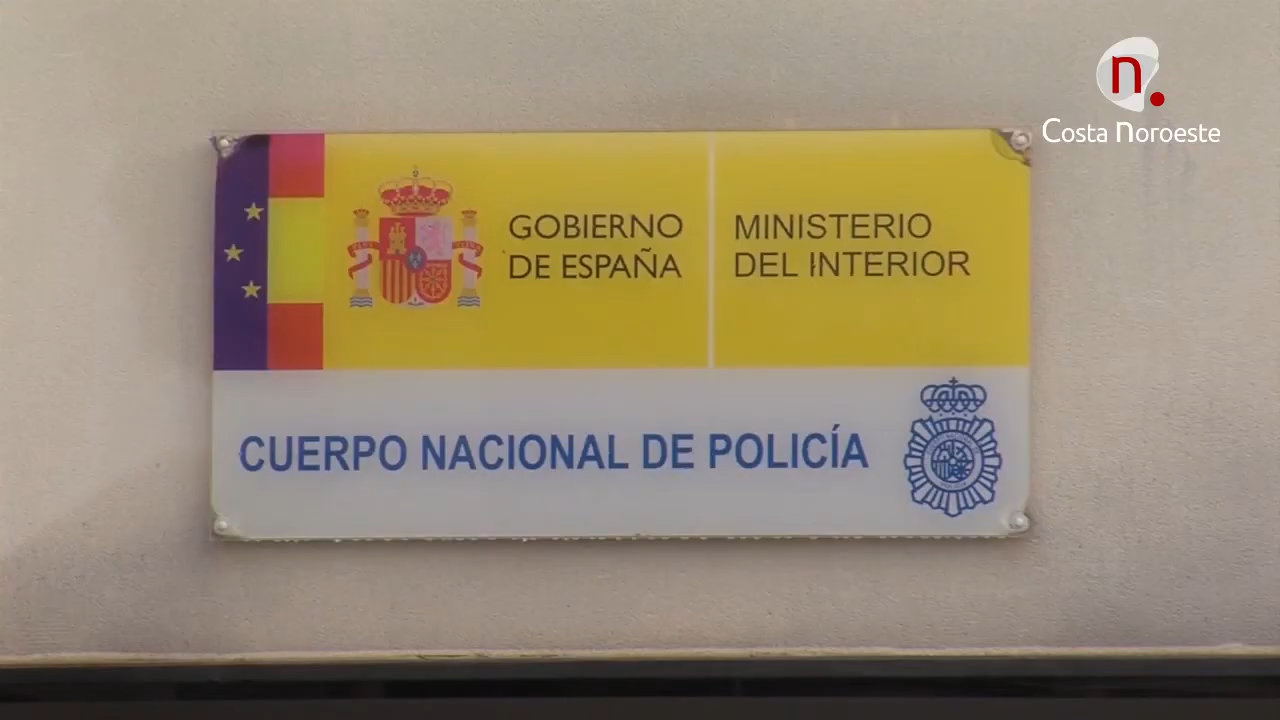 n.
Costa Noroeste
GOBIERNO
DE ESPAÑA
MINISTERIO
DEL INTERIOR
CUERPO NACIONAL DE POLICÍA